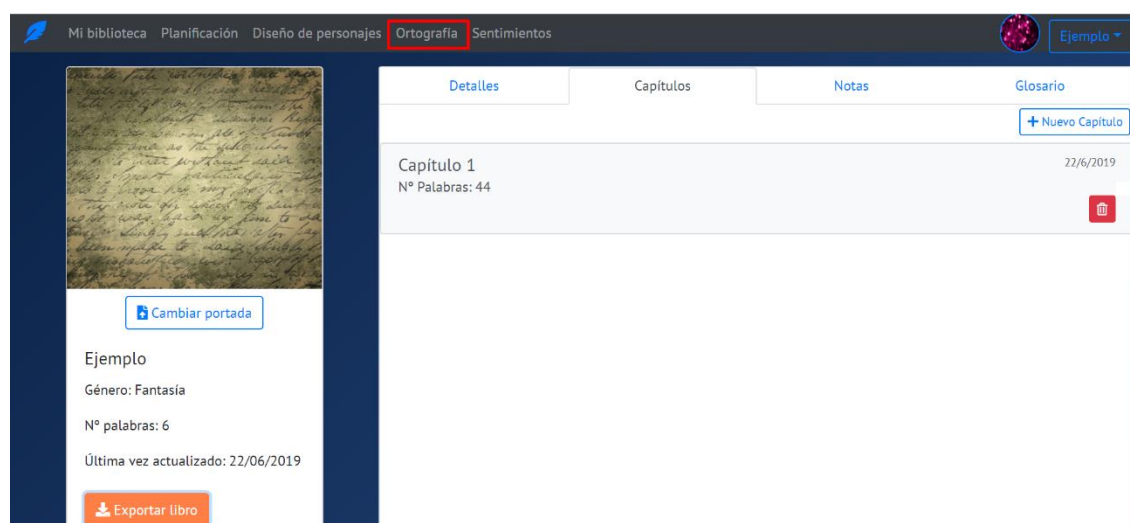 Mi biblioteca Planificación Diseño de personajes Ortografía Sentimientos Ejemplo
Detalles Capítulos Notas Glosario
+ Nuevo Capítulo
Capítulo 1 22/6/2019
Nº Palabras: 44
Cambiar portada
Ejemplo
Género: Fantasía
Nº palabras: 6
Última vez actualizado: 22/06/2019
Exportar libro